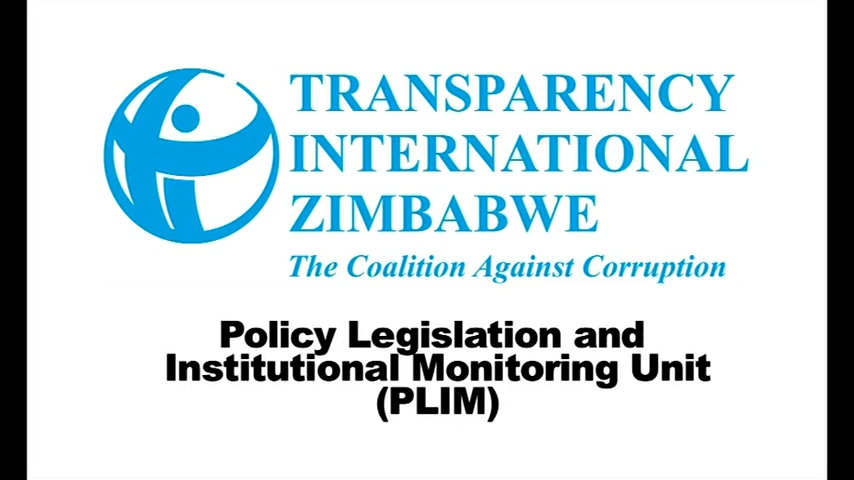 TRANSPARENCY
INTERNATIONAL
ZIMBABWE
The Coalition Against Corruption
Policy Legislation and
Institutional Monitoring Unit
(PLIM)